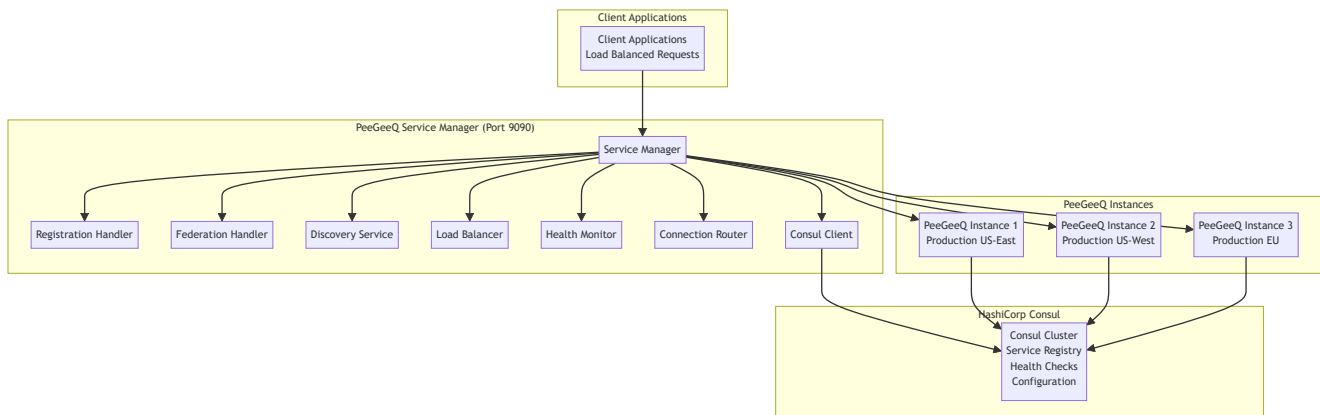 Client Applications
Client Applications
Load Balanced Requests
PeeGeeQ Service Manager (Port 9090)
Service Manager
Registration Handler
Federation Handler
Discovery Service
Load Balancer
Health Monitor
Connection Router
Consul Client
PeeGeeQ Instances
PeeGeeQ Instance 1
Production US-East
PeeGeeQ Instance 2
Production US-West
PeeGeeQ Instance 3
Production EU
HashiCorp Consul
Consul Cluster
Service Registry
Health Checks
Configuration